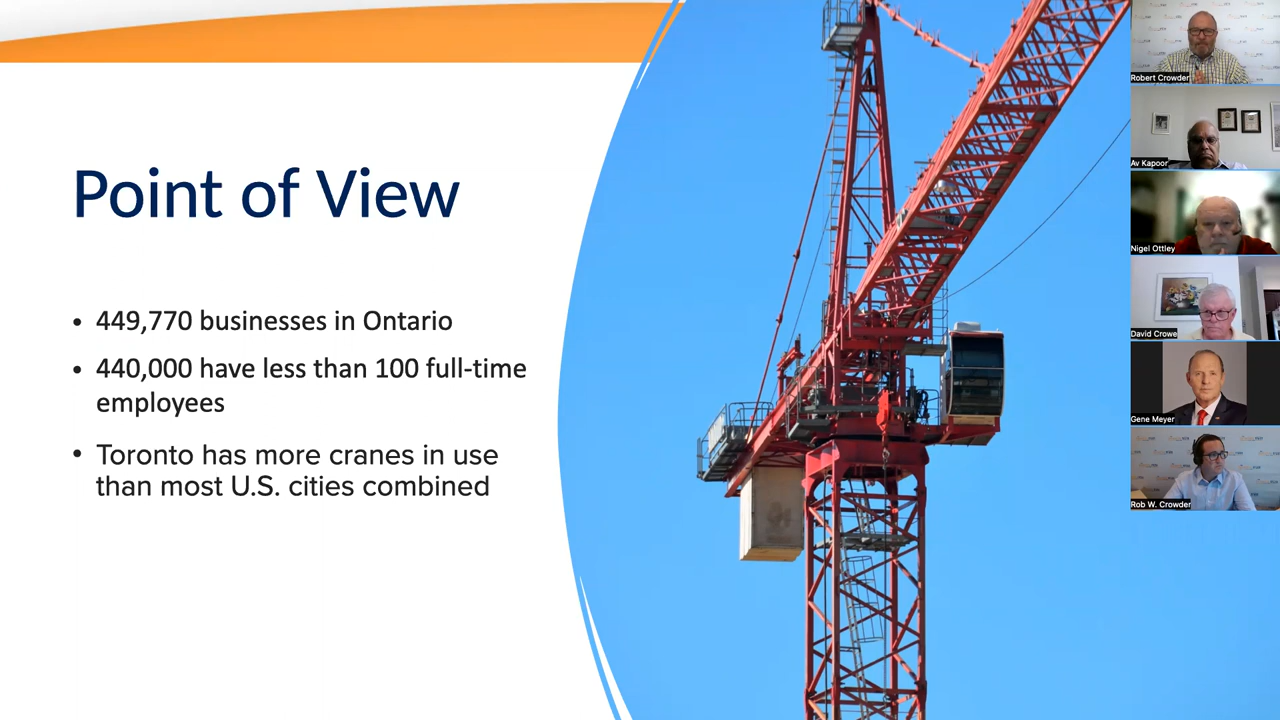 Point of View
• 449,770 businesses in Ontario
• 440,000 have less than 100 full-time
employees
• Toronto has more cranes in use
than most U.S. cities combined
Robert Crowder
Av Kapoor
Nigel Ottley
David Crowe
Gene Meyer
Rob W. Crowder